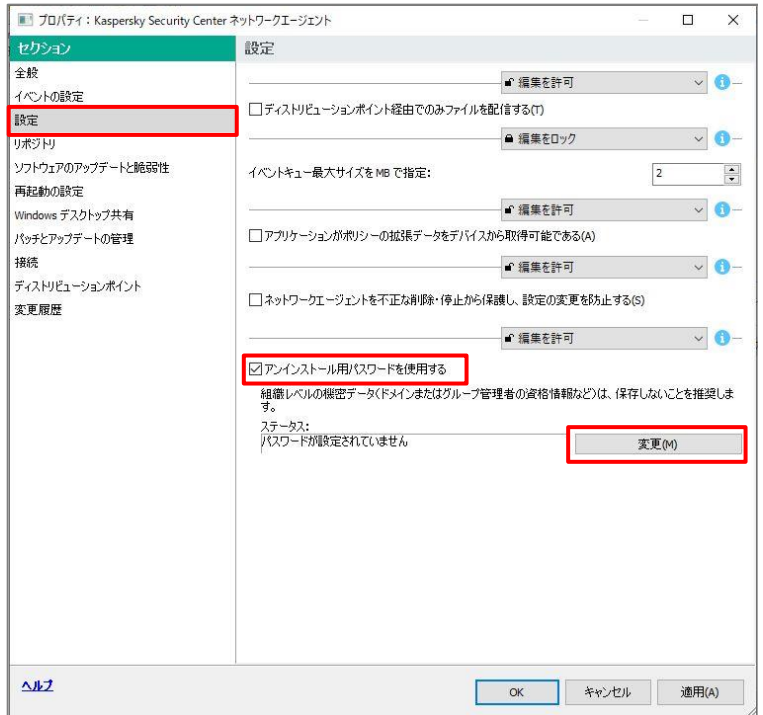 プロパティ：Kaspersky Security Center ネットワークエージェント
セクション
全般
イベントの設定
設定
リポジトリ
ソフトウェアのアップデートと脆弱性
再起動の設定
Windows デスクトップ共有
パッチとアップデートの管理
接続
ディストリビューションポイント
変更履歴
設定
編集を許可
ディストリビューションポイント経由でのみファイルを配信する(T)
編集をロック
イベントキュー最大サイズを MB で指定:
2
編集を許可
アプリケーションがポリシーの拡張データをデバイスから取得可能である(A)
編集を許可
ネットワークエージェントを不正な削除・停止から保護し、設定の変更を防止する(S)
編集を許可
アンインストール用パスワードを使用する
組織レベルの機密データ(ドメインまたはグループ管理者の資格情報など)は、保存しないことを推奨しま
す。
ステータス:
パスワードが設定されていません
変更(M)
ヘルプ
OK
キャンセル
適用(A)